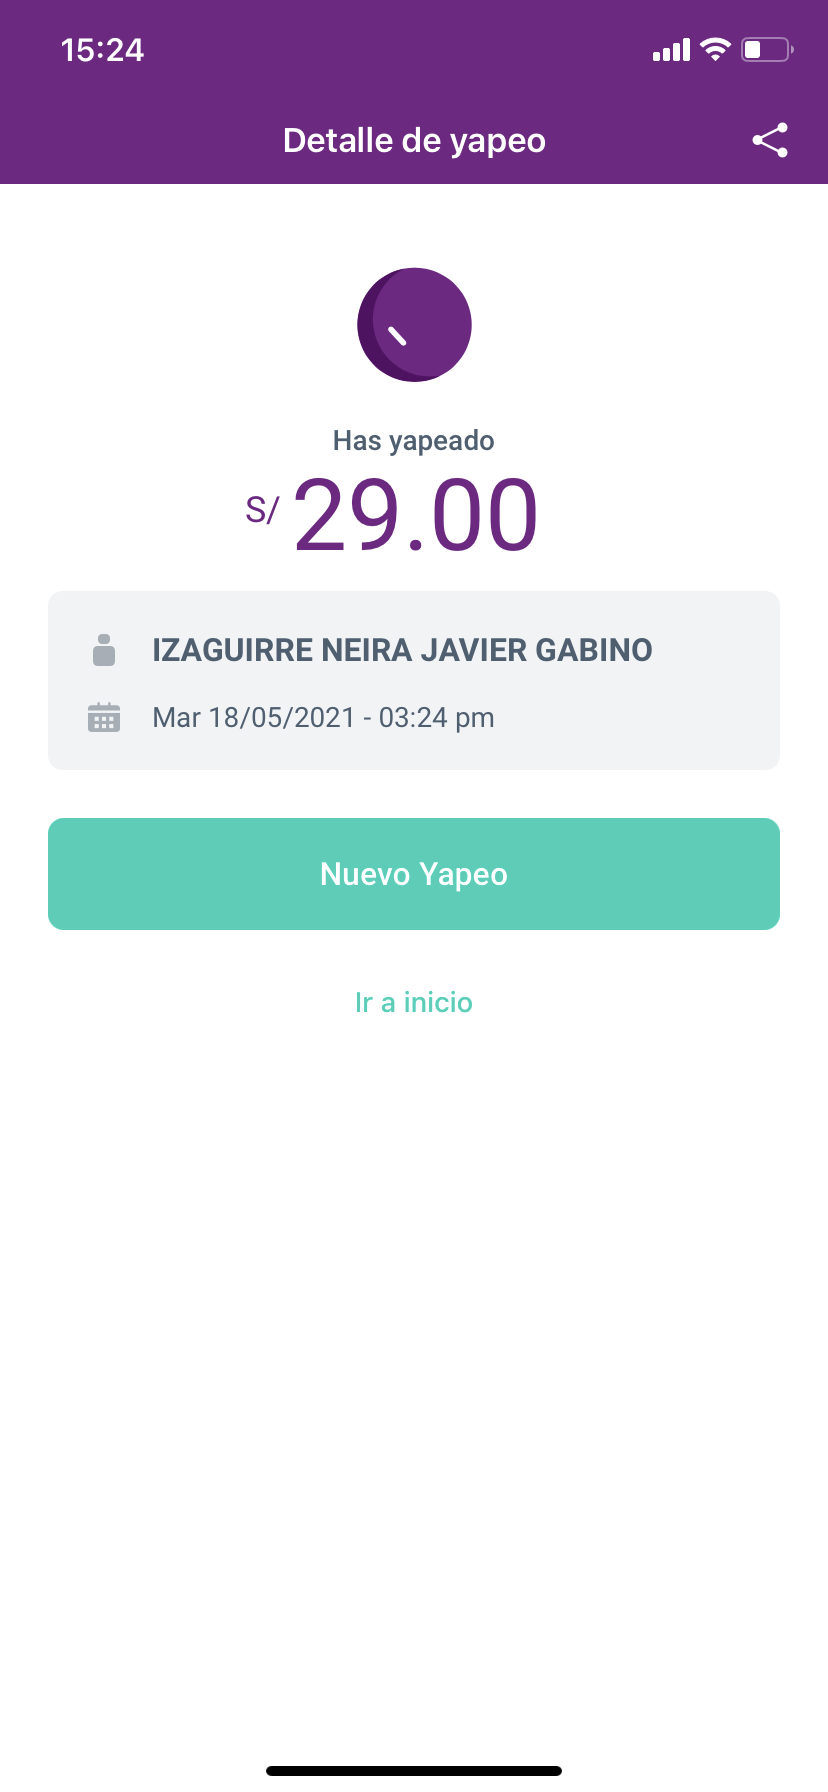 15:24
Detalle de yapeo
Has yapeado
S/ 29.00
IZAGUIRRE NEIRA JAVIER GABINO
Mar 18/05/2021 - 03:24 pm
Nuevo Yapeo
Ir a inicio